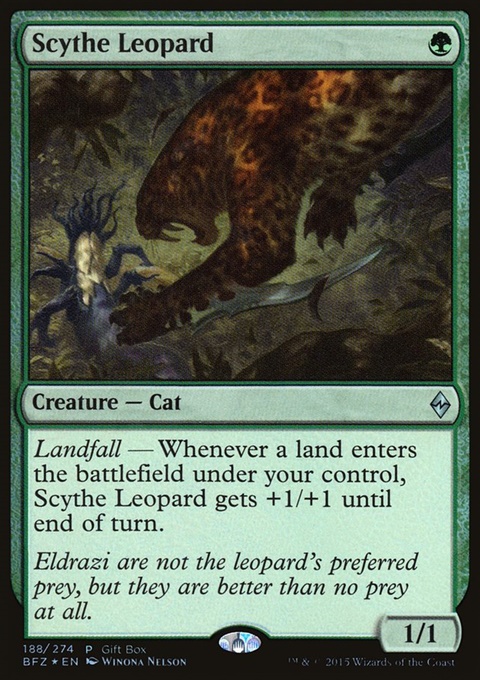 Scythe Leopard
Creature — Cat
Landfall — Whenever a land enters
the battlefield under your control,
Scythe Leopard gets +1/+1 until
end of turn.
Eldrazi are not the leopard's preferred
prey, but they are better than no prey
at all.
1/1
188/274 P Gift Box
BFZ ★ EN Winona Nelson
™ & © 2015 Wizards of the Coast